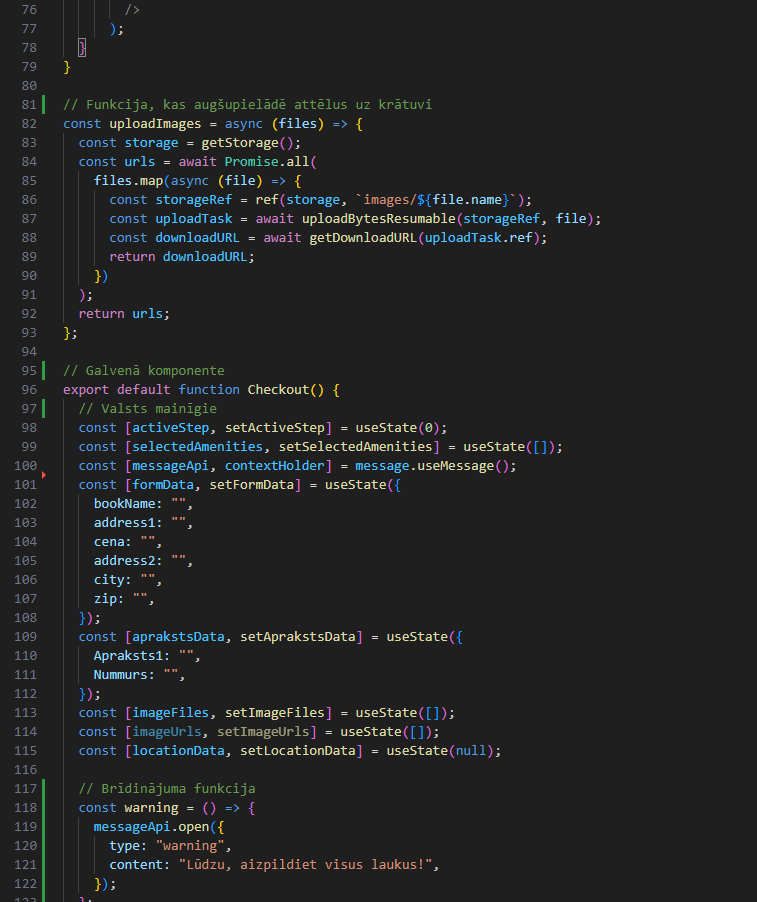 76 />
77 );
78 }
79 }
80
81 // Funkcija, kas augšupielādē attēlus uz krātuvi
82 const uploadImages = async (files) => {
83 const storage = getStorage();
84 const urls = await Promise.all(
85 files.map(async (file) => {
86 const storageRef = ref(storage, `images/${file.name}`);
87 const uploadTask = await uploadBytesResumable(storageRef, file);
88 const downloadURL = await getDownloadURL(uploadTask.ref);
89 return downloadURL;
90 })
91 );
92 return urls;
93 };
94
95 // Galvenā komponente
96 export default function Checkout() {
97 // Valsts mainīgie
98 const [activeStep, setActiveStep] = useState(0);
99 const [selectedAmenities, setSelectedAmenities] = useState([]);
100 const [messageApi, contextHolder] = message.useMessage();
101 const [formData, setFormData] = useState({
102 bookName: "",
103 address1: "",
104 cena: "",
105 address2: "",
106 city: "",
107 zip: "",
108 });
109 const [aprakstsData, setAprakstsData] = useState({
110 Apraksts1: "",
111 Nummurs: "",
112 });
113 const [imageFiles, setImageFiles] = useState([]);
114 const [imageUrls, setImageUrls] = useState([]);
115 const [locationData, setLocationData] = useState(null);
116
117 // Brīdinājuma funkcija
118 const warning = () => {
119 messageApi.open({
120 type: "warning",
121 content: "Lūdzu, aizpildiet visus laukus!",
122 });